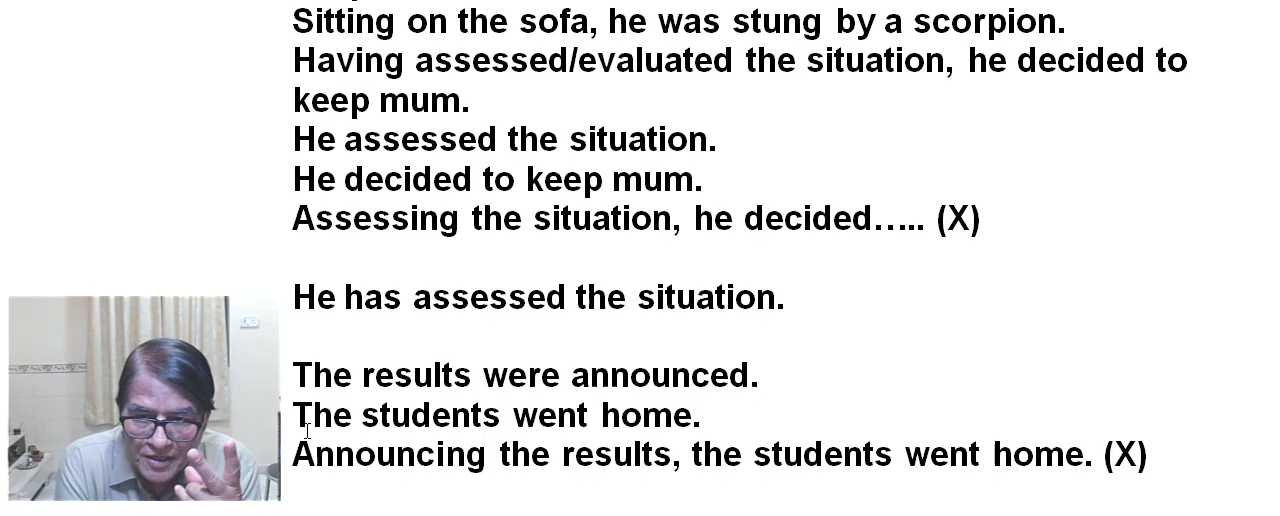 Sitting on the sofa, he was stung by a scorpion.
Having assessed/evaluated the situation, he decided to
keep mum.
He assessed the situation.
He decided to keep mum.
Assessing the situation, he decided….. (X)
He has assessed the situation.
The results were announced.
The students went home.
Announcing the results, the students went home. (X)